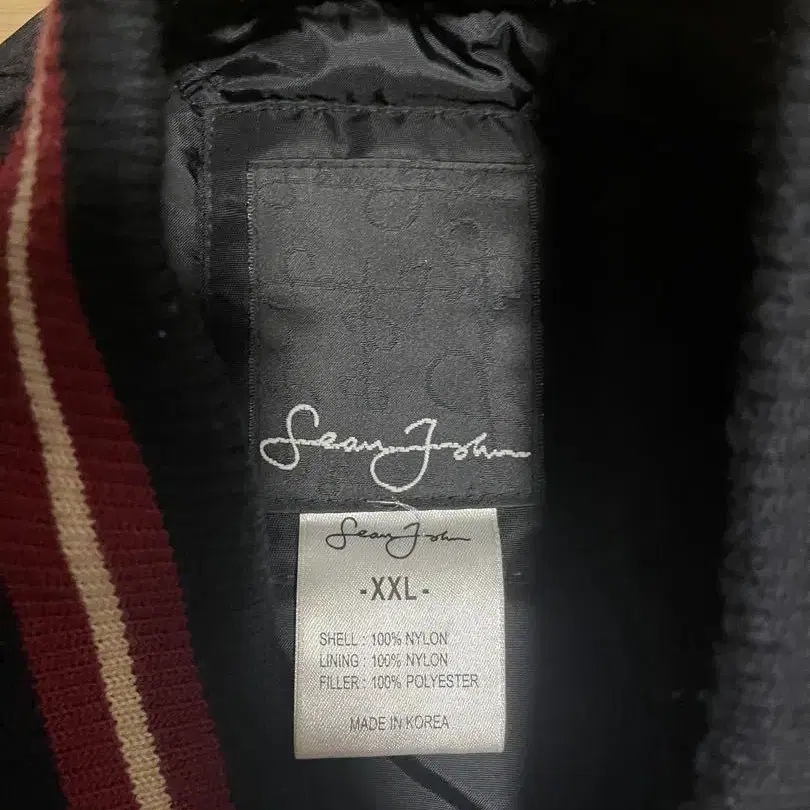 Sean John
Sean John
-XXL-
SHELL : 100% NYLON
LINING : 100% NYLON
FILLER : 100% POLYESTER
MADE IN KOREA